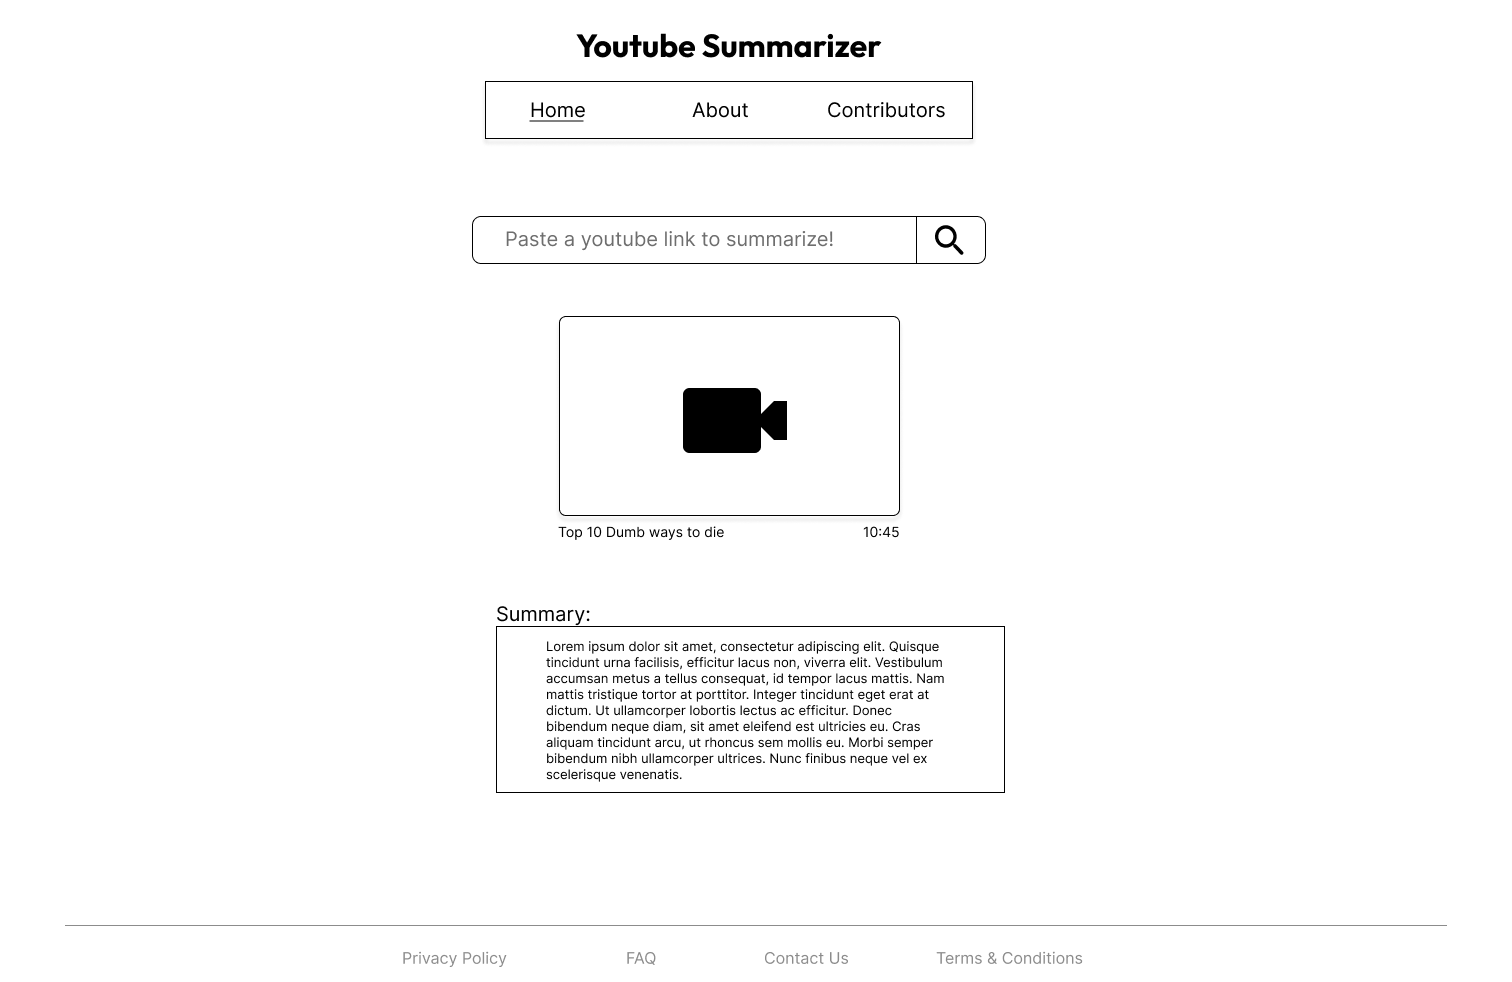 Youtube Summarizer
Home About Contributors
Paste a youtube link to summarize!
Top 10 Dumb ways to die 10:45
Summary:
Lorem ipsum dolor sit amet, consectetur adipiscing elit. Quisque
tincidunt urna facilisis, efficitur lacus non, viverra elit. Vestibulum
accumsan metus a tellus consequat, id tempor lacus mattis. Nam
mattis tristique tortor at porttitor. Integer tincidunt eget erat at
dictum. Ut ullamcorper lobortis lectus ac efficitur. Donec
bibendum neque diam, sit amet eleifend est ultricies eu. Cras
aliquam tincidunt arcu, ut rhoncus sem mollis eu. Morbi semper
bibendum nibh ullamcorper ultrices. Nunc finibus neque vel ex
scelerisque venenatis.
Privacy Policy FAQ Contact Us Terms & Conditions